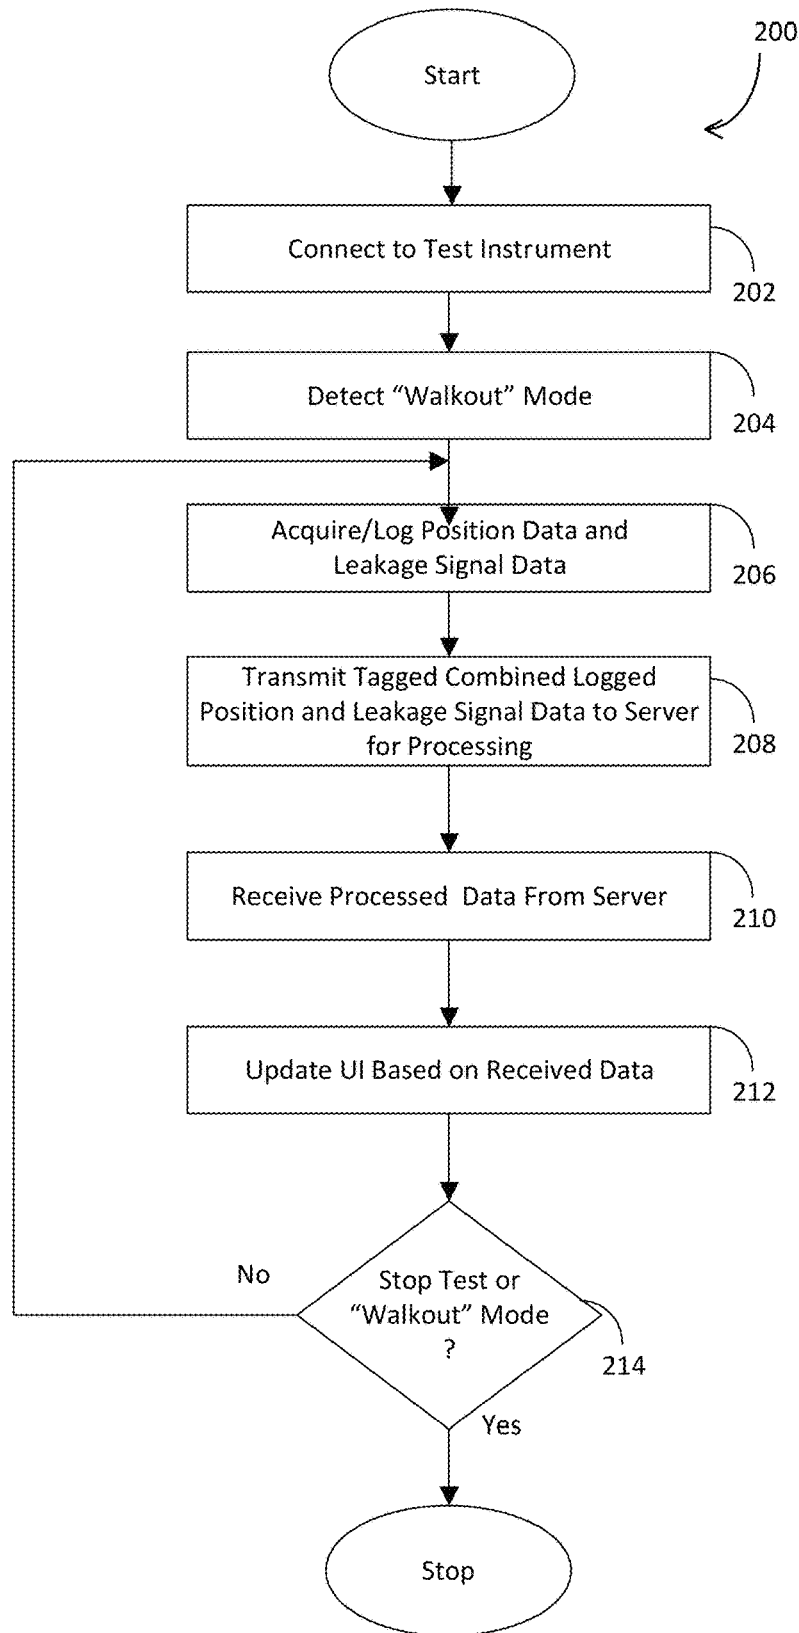 200
Start
Connect to Test Instrument
202
Detect “Walkout” Mode
204
Acquire/Log Position Data and
Leakage Signal Data
206
Transmit Tagged Combined Logged
Position and Leakage Signal Data to Server
for Processing
208
Receive Processed  Data From Server
210
Update UI Based on Received Data
212
No
Stop Test or
“Walkout” Mode
?
214
Yes
Stop